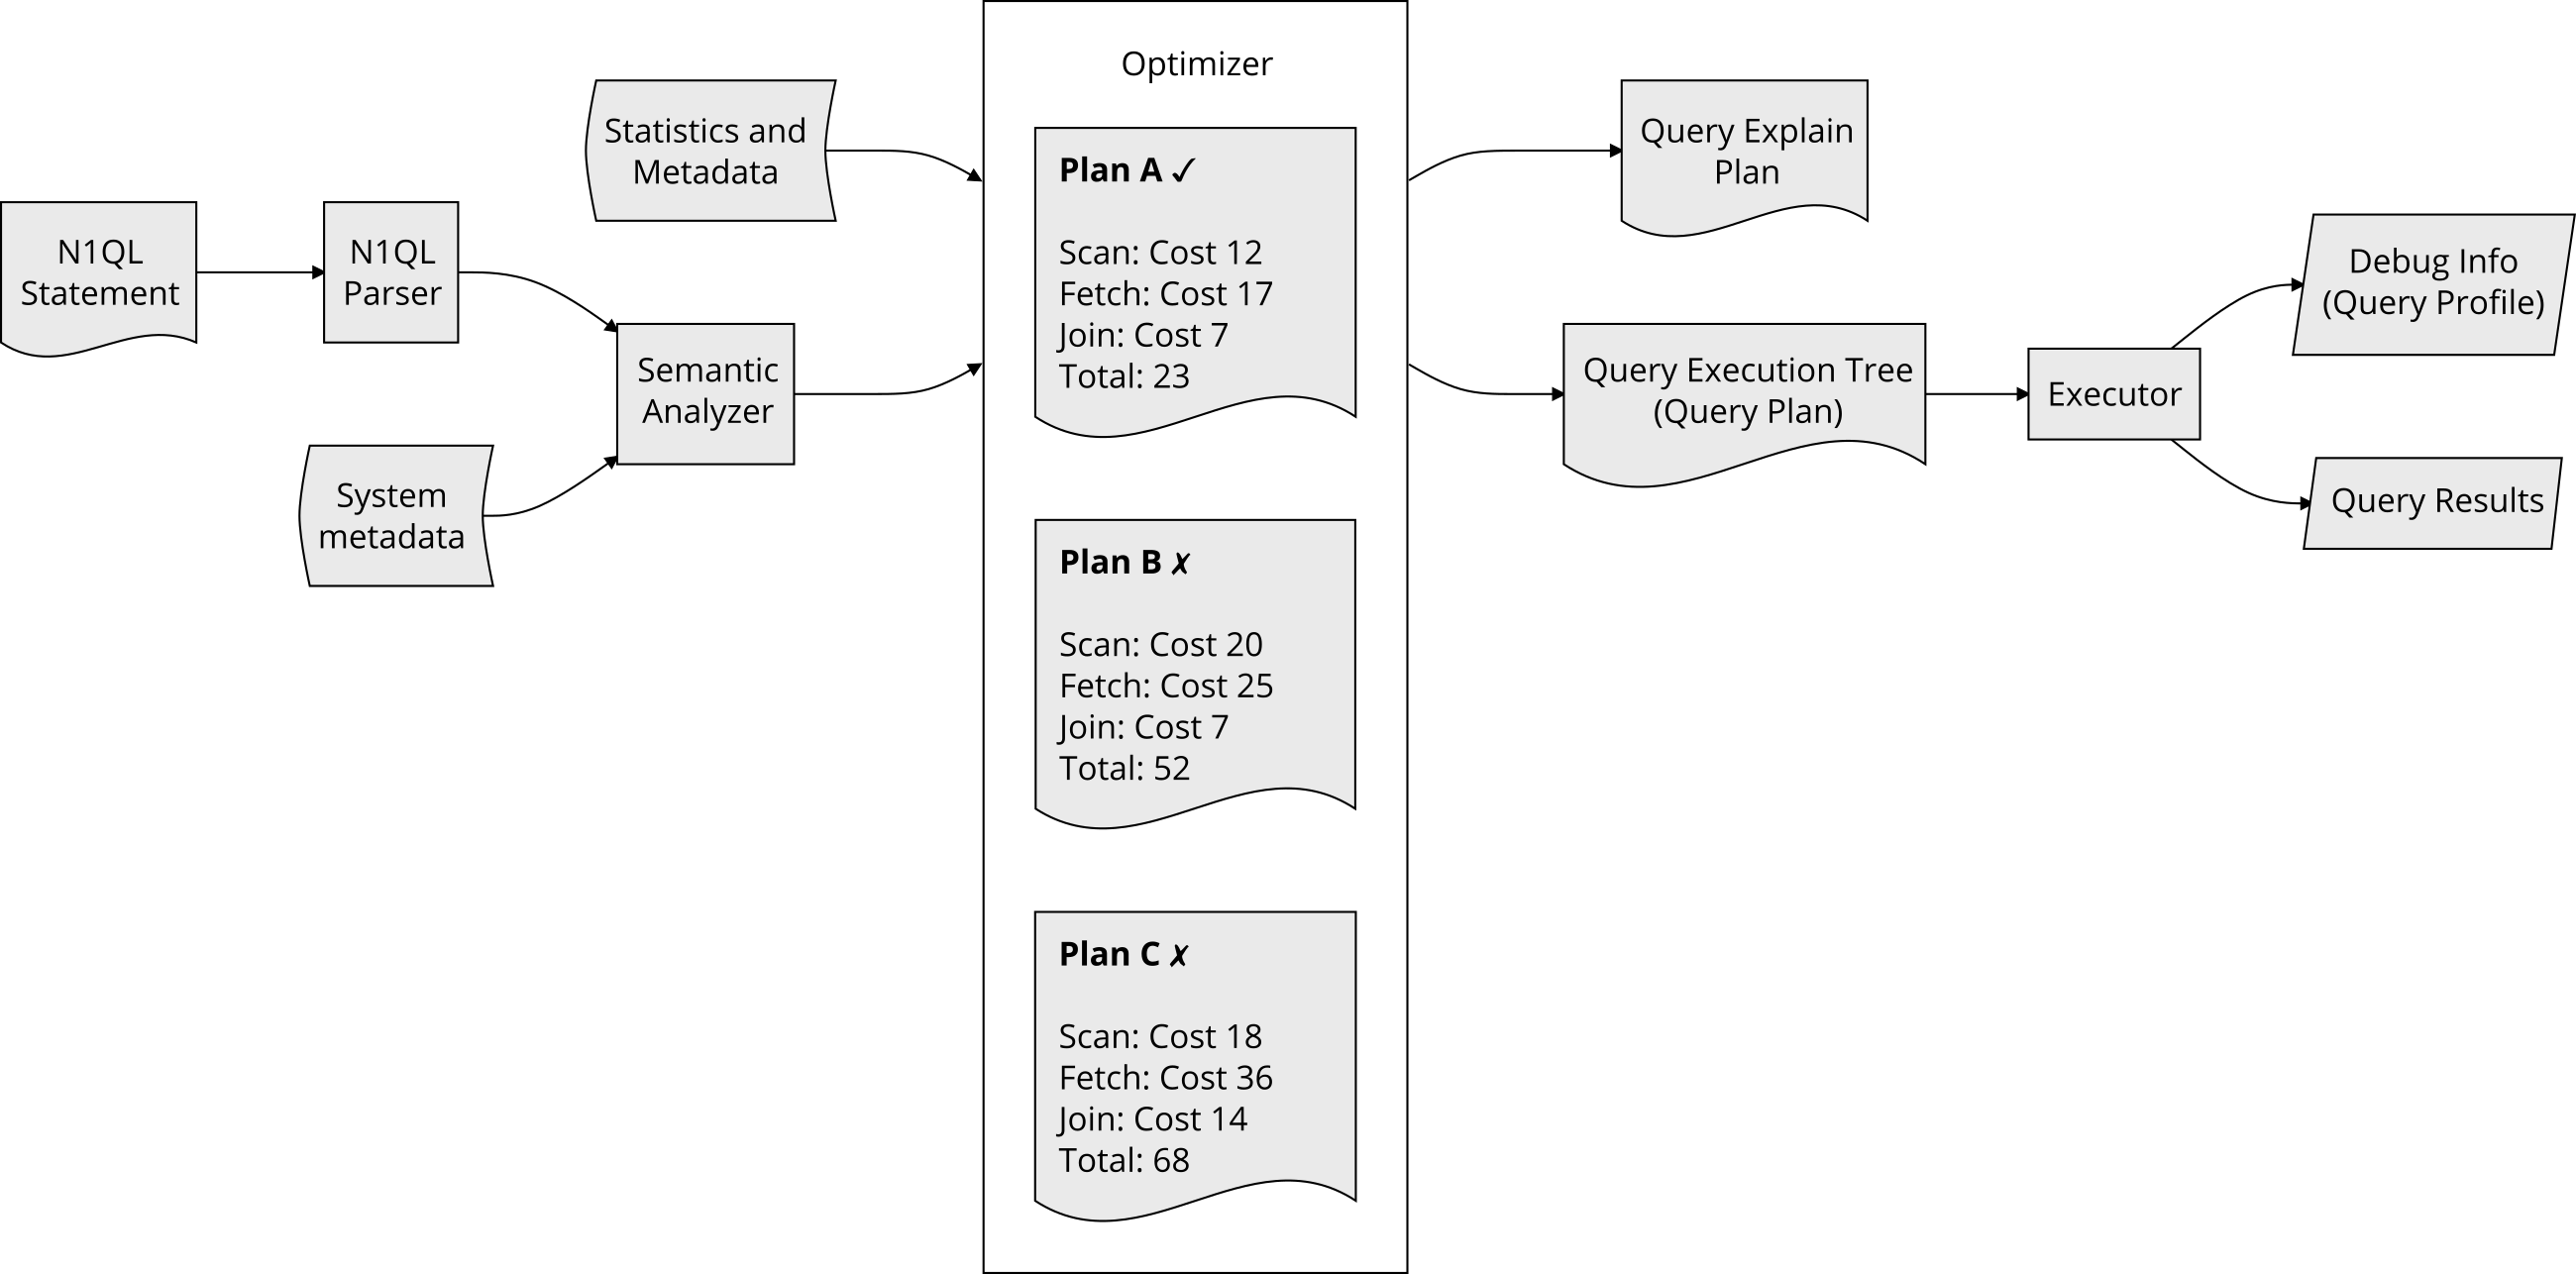 N1QL
Statement
N1QL
Parser
System
metadata
Statistics and
Metadata
Semantic
Analyzer
Optimizer
Plan A ✓
Scan: Cost 12
Fetch: Cost 17
Join: Cost 7
Total: 23
Plan B ✗
Scan: Cost 20
Fetch: Cost 25
Join: Cost 7
Total: 52
Plan C ✗
Scan: Cost 18
Fetch: Cost 36
Join: Cost 14
Total: 68
Query Explain
Plan
Query Execution Tree
(Query Plan)
Executor
Debug Info
(Query Profile)
Query Results